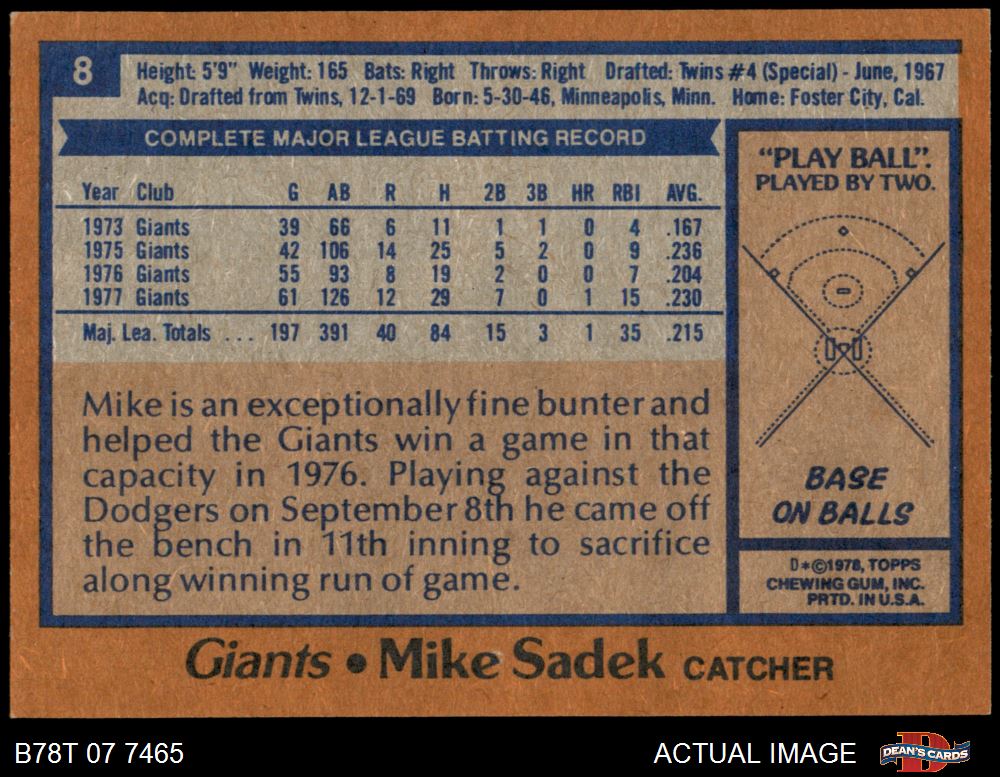 8
Height: 5'9" Weight: 165 Bats: Right Throws: Right Drafted: Twins #4 (Special) - June, 1967
Acq: Drafted from Twins, 12-1-69 Born: 5-30-46, Minneapolis, Minn. Home: Foster City, Cal.
COMPLETE MAJOR LEAGUE BATTING RECORD
Year Club G AB R H 2B 3B HR RBI AVG.
1973 Giants 39 66 6 11 1 1 0 4 .167
1975 Giants 42 106 14 25 5 2 0 9 .236
1976 Giants 55 93 8 19 2 0 0 7 .204
1977 Giants 61 126 12 29 7 0 1 15 .230
Maj. Lea. Totals ... 197 391 40 84 15 3 1 35 .215
Mike is an exceptionally fine bunter and
helped the Giants win a game in that
capacity in 1976. Playing against the
Dodgers on September 8th he came off
the bench in 11th inning to sacrifice
along winning run of game.
"PLAY BALL".
PLAYED BY TWO.
BASE
ON BALLS
D*©1978, TOPPS
CHEWING GUM, INC.
PRTD. IN U.S.A.
Giants • Mike Sadek CATCHER
B78T 07 7465
ACTUAL IMAGE
D
DEAN'S CARDS